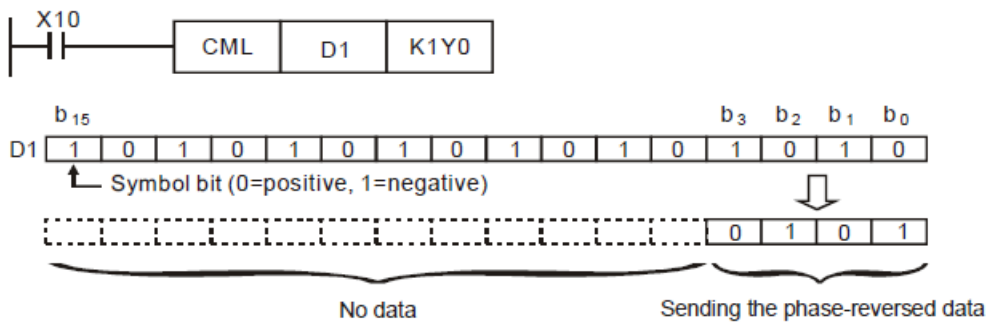 X10
CML D1 K1Y0
b15 b3 b2 b1 b0
D1 1 0 1 0 1 0 1 0 1 0 1 0 1 0 1 0
Symbol bit (0=positive, 1=negative)
0 1 0 1
No data Sending the phase-reversed data